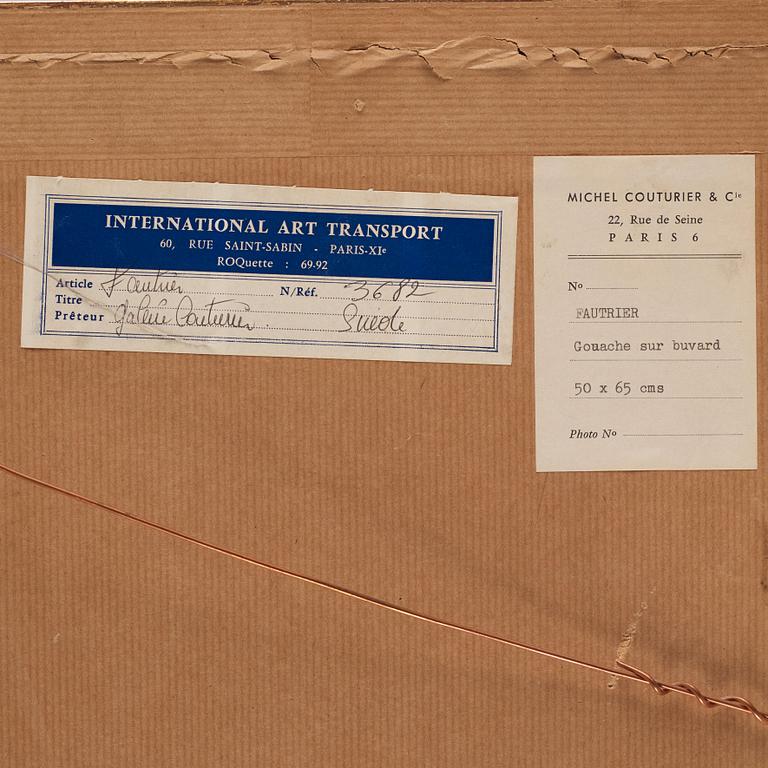 INTERNATIONAL ART TRANSPORT
60, RUE SAINT-SABIN - PARIS-XIe
ROQuette : 69-92
Article Fautrier N/Réf. 3682
Titre
Prêteur Galerie Couturier. Suède
MICHEL COUTURIER & Cie
22, Rue de Seine
PARIS 6
No
FAUTRIER
Gouache sur buvard
50 x 65 cms
Photo No